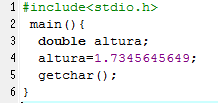 1 #include<stdio.h>
2 main(){
3 double altura;
4 altura=1.7345645649;
5 getchar();
6 }